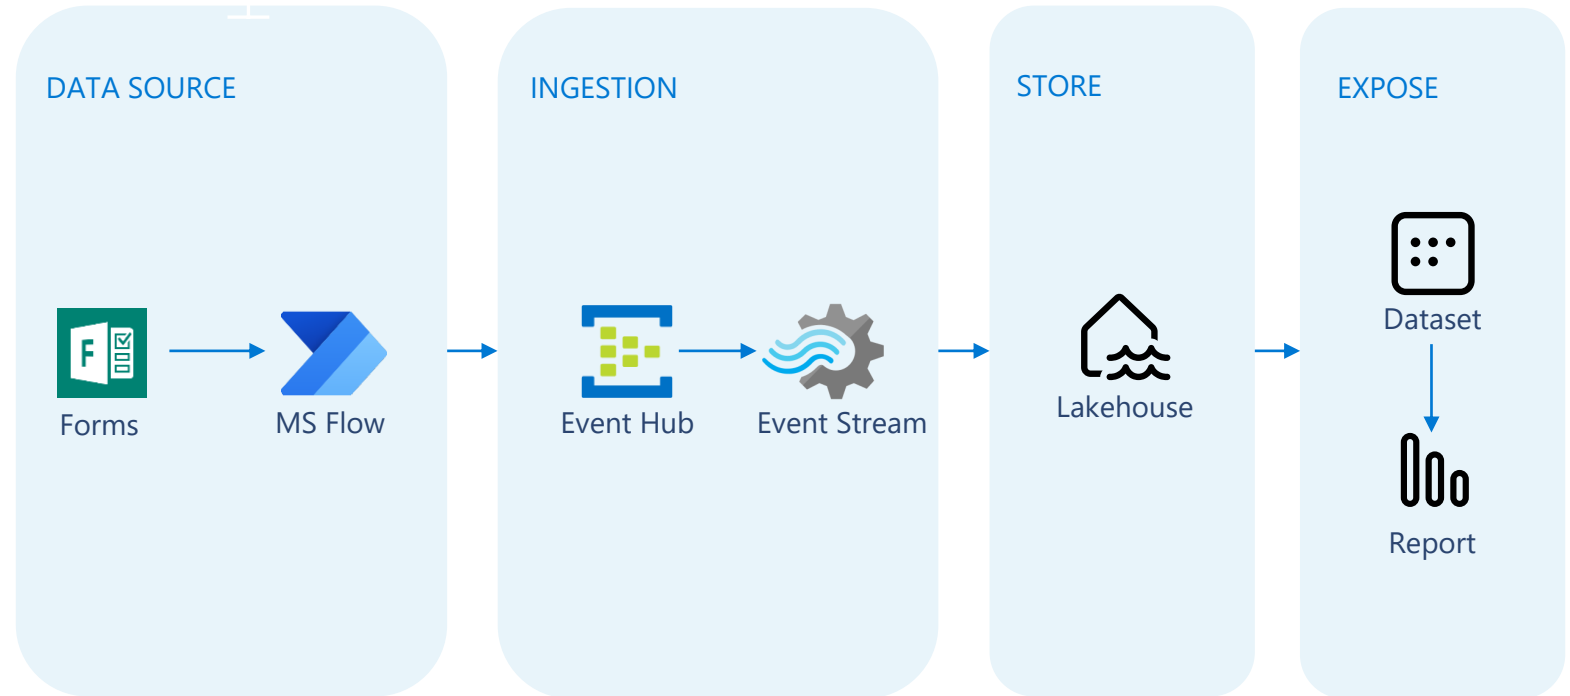 DATA SOURCE
INGESTION
STORE
EXPOSE
F
Forms
MS Flow
Event Hub
Event Stream
Lakehouse
Dataset
Report